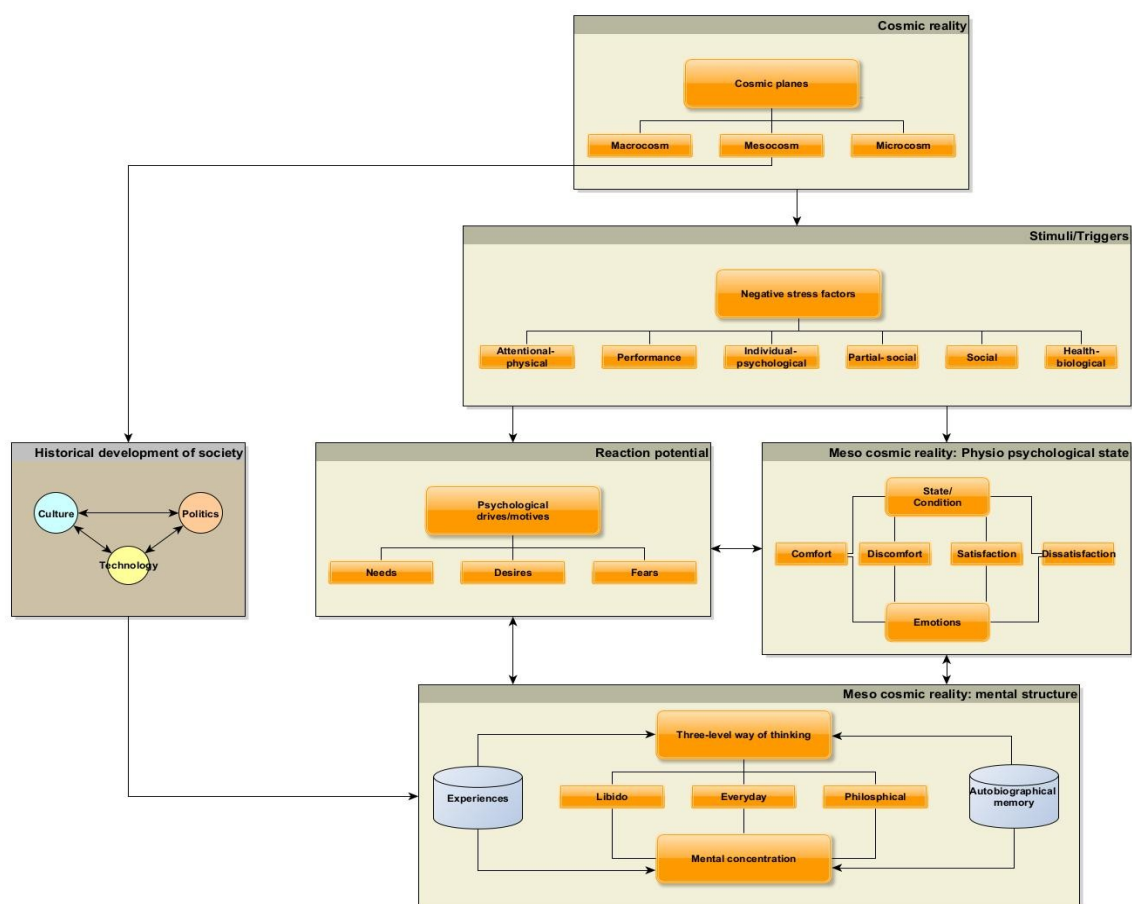 Cosmic reality
Cosmic planes
Macrocosm
Mesocosm
Microcosm
Stimuli/Triggers
Negative stress factors
Attentional-
physical
Performance
Individual-
psychological
Partial- social
Social
Health-
biological
Historical development of society
Culture
Politics
Technology
Reaction potential
Psychological
drives/motives
Needs
Desires
Fears
Meso cosmic reality: Physio psychological state
State/
Condition
Comfort
Discomfort
Satisfaction
Dissatisfaction
Emotions
Meso cosmic reality: mental structure
Three-level way of thinking
Experiences
Libido
Everyday
Philosphical
Autobiographical
memory
Mental concentration